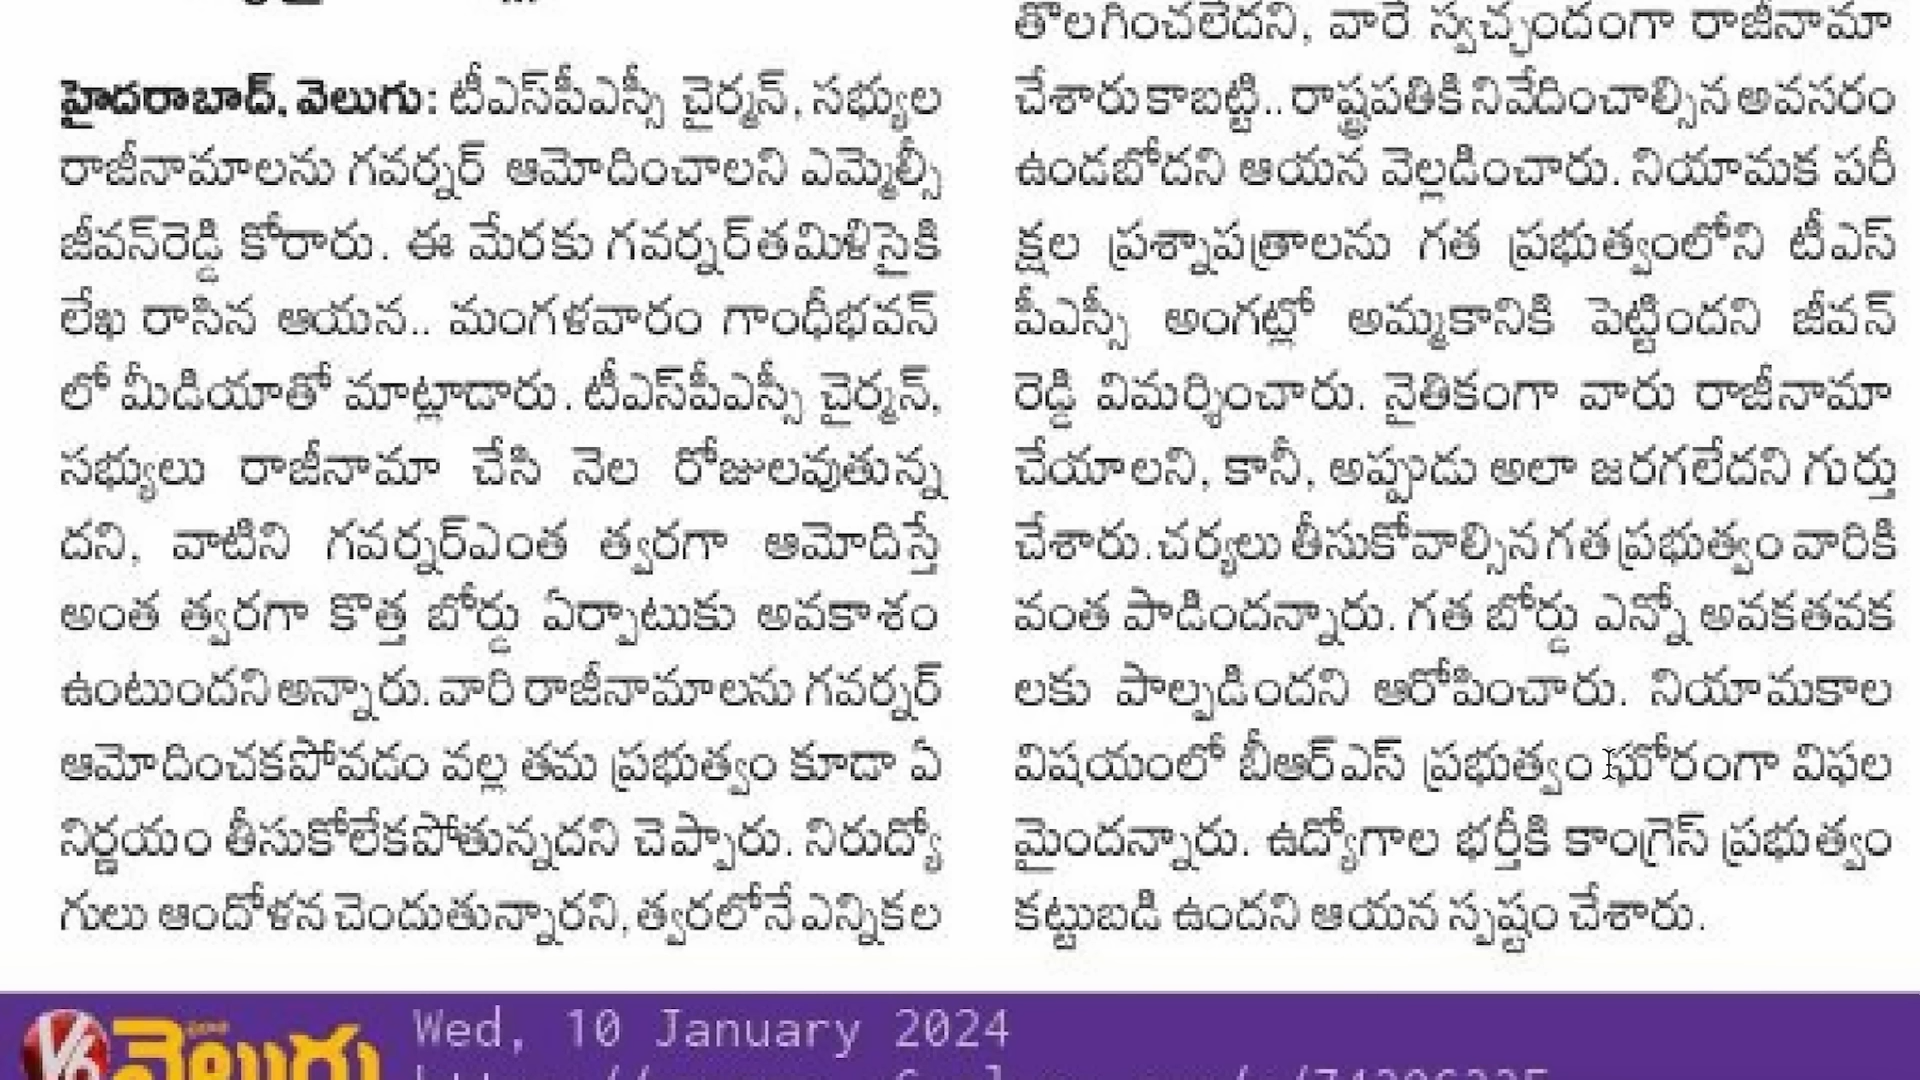 హైదరాబాద్, వెలుగు: టీఎస్‌పీఎస్సీ చైర్మన్, సభ్యుల
రాజీనామాలను గవర్నర్ ఆమోదించాలని ఎమ్మెల్సీ
జీవన్‌రెడ్డి కోరారు. ఈ మేరకు గవర్నర్ తమిళిసైకి
లేఖ రాసిన ఆయన.. మంగళవారం గాంధీభవన్
లో మీడియాతో మాట్లాడారు. టీఎస్‌పీఎస్సీ చైర్మన్,
సభ్యులు రాజీనామా చేసి నెల రోజులవుతున్న
దని, వాటిని గవర్నర్‌ఎంత త్వరగా ఆమోదిస్తే
అంత త్వరగా కొత్త బోర్డు ఏర్పాటుకు అవకాశం
ఉంటుందని అన్నారు. వారి రాజీనామాలను గవర్నర్
ఆమోదించకపోవడం వల్ల తమ ప్రభుత్వం కూడా ఏ
నిర్ణయం తీసుకోలేకపోతున్నదని చెప్పారు. నిరుద్యో
గులు ఆందోళన చెందుతున్నారని, త్వరలోనే ఎన్నికల
తొలగించలేదని, వారే స్వచ్ఛందంగా రాజీనామా
చేశారు కాబట్టి.. రాష్ట్రపతికి నివేదించాల్సిన అవసరం
ఉండబోదని ఆయన వెల్లడించారు. నియామక పరీ
క్షల ప్రశ్నాపత్రాలను గత ప్రభుత్వంలోని టీఎస్
పీఎస్సీ అంగట్లో అమ్మకానికి పెట్టిందని జీవన్
రెడ్డి విమర్శించారు. నైతికంగా వారు రాజీనామా
చేయాలని, కానీ, అప్పుడు అలా జరగలేదని గుర్తు
చేశారు. చర్యలు తీసుకోవాల్సిన గత ప్రభుత్వం వారికి
వంత పాడిందన్నారు. గత బోర్డు ఎన్నో అవకతవక
లకు పాల్పడిందని ఆరోపించారు. నియామకాల
విషయంలో బీఆర్ఎస్ ప్రభుత్వం ఘోరంగా విఫల
మైందన్నారు. ఉద్యోగాల భర్తీకి కాంగ్రెస్ ప్రభుత్వం
కట్టుబడి ఉందని ఆయన స్పష్టం చేశారు.
V6 వెలుగు
Wed, 10 January 2024